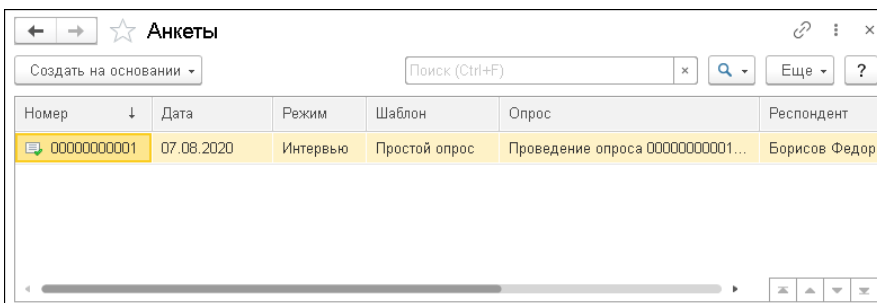 Анкеты
Создать на основании Поиск (Ctrl+F) × Еще ?
Номер ↓ Дата Режим Шаблон Опрос Респондент
00000000001 07.08.2020 Интервью Простой опрос Проведение опроса 00000000001... Борисов Федор